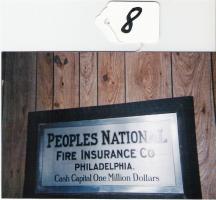 8
PEOPLES NATIONAL
FIRE INSURANCE CO
PHILADELPHIA.
Cash Capital One Million Dollars